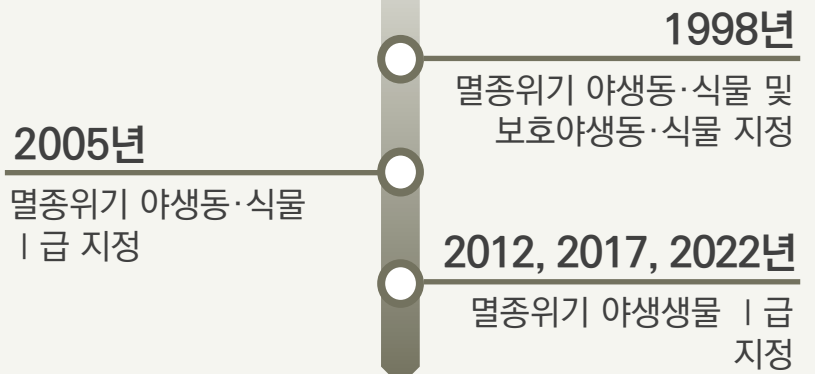 1998년
멸종위기 야생동·식물 및
보호야생동·식물 지정
2005년
멸종위기 야생동·식물
Ⅰ급 지정
2012, 2017, 2022년
멸종위기 야생생물 Ⅰ급
지정